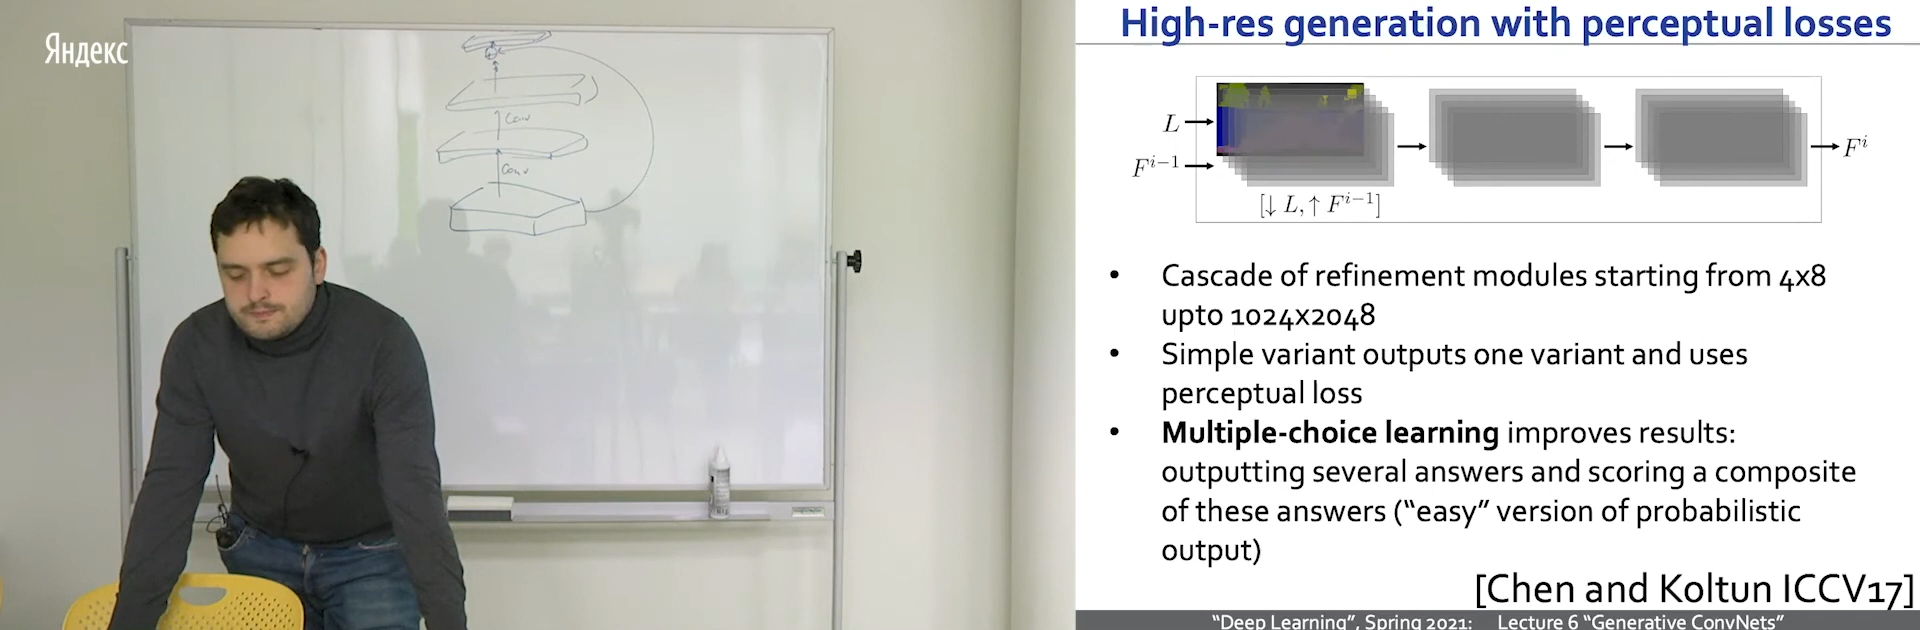 Яндекс
Conv
Conv
High-res generation with perceptual losses
L
F^{i-1}
[↓ L, ↑ F^{i-1}]
F^i
• Cascade of refinement modules starting from 4x8
upto 1024x2048
• Simple variant outputs one variant and uses
perceptual loss
• Multiple-choice learning improves results:
outputting several answers and scoring a composite
of these answers (“easy” version of probabilistic
output)
[Chen and Koltun ICCV17]
“Deep Learning”, Spring 2021: Lecture 6 “Generative ConvNets”